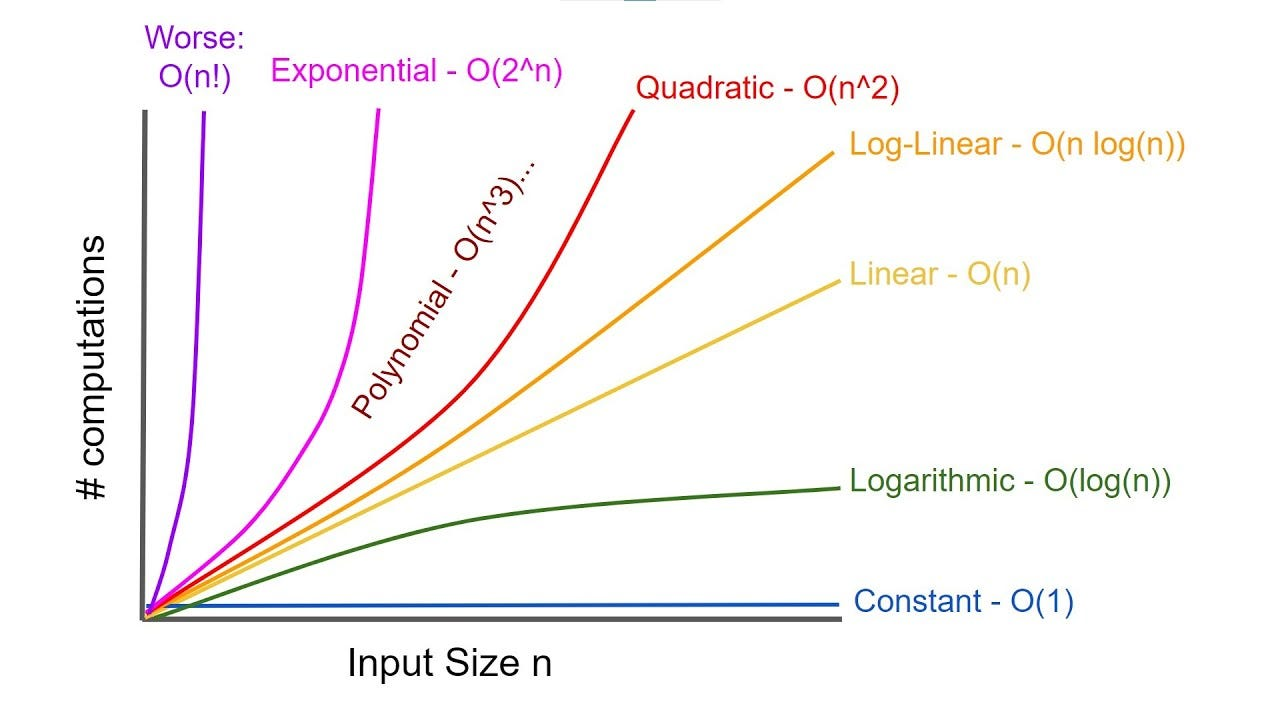 Worse:
O(n!)
Exponential - O(2^n)
Quadratic - O(n^2)
Log-Linear - O(n log(n))
Polynomial - O(n^3)...
Linear - O(n)
Logarithmic - O(log(n))
Constant - O(1)
# computations
Input Size n